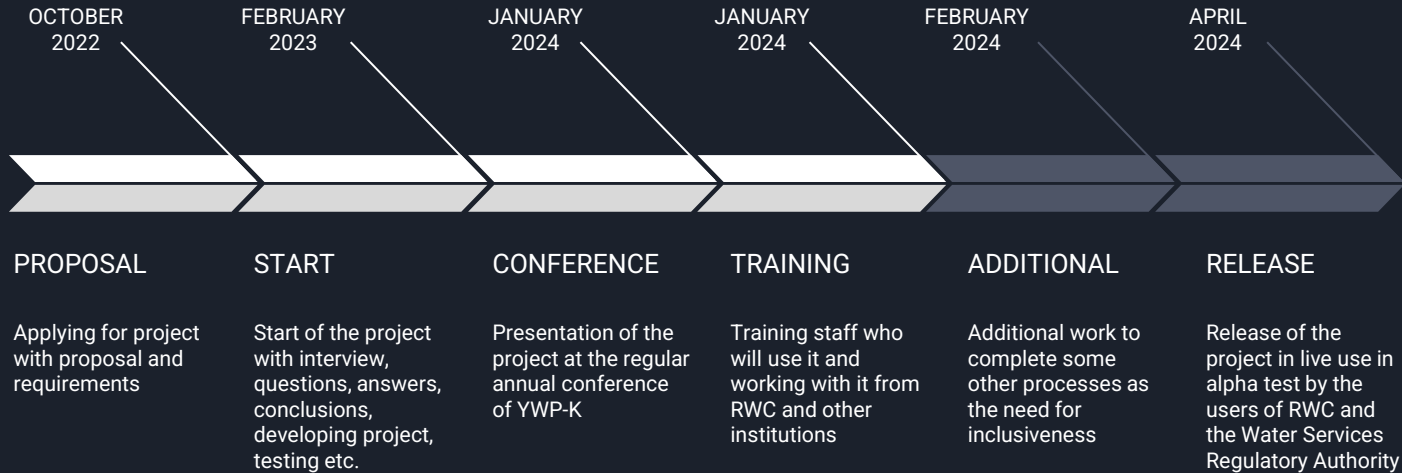 OCTOBER
2022
FEBRUARY
2023
JANUARY
2024
JANUARY
2024
FEBRUARY
2024
APRIL
2024
PROPOSAL
Applying for project
with proposal and
requirements
START
Start of the project
with interview,
questions, answers,
conclusions,
developing project,
testing etc.
CONFERENCE
Presentation of the
project at the regular
annual conference
of YWP-K
TRAINING
Training staff who
will use it and
working with it from
RWC and other
institutions
ADDITIONAL
Additional work to
complete some
other processes as
the need for
inclusiveness
RELEASE
Release of the
project in live use in
alpha test by the
users of RWC and
the Water Services
Regulatory Authority